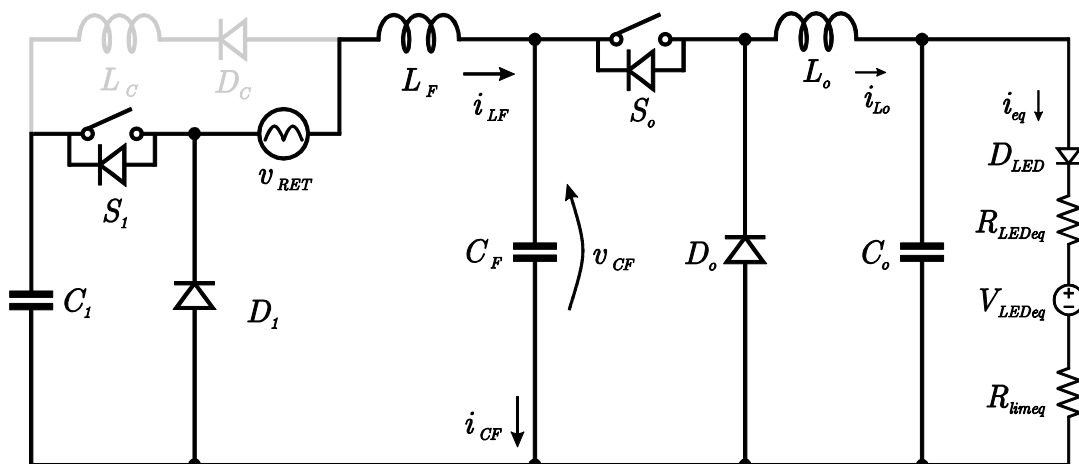 L_C
D_C
L_F
i_LF
S_o
L_o
i_Lo
i_eq
D_LED
S_1
v_RET
R_LEDeq
C_F
v_CF
D_o
C_o
C_1
D_1
V_LEDeq
+
−
R_limeq
i_CF